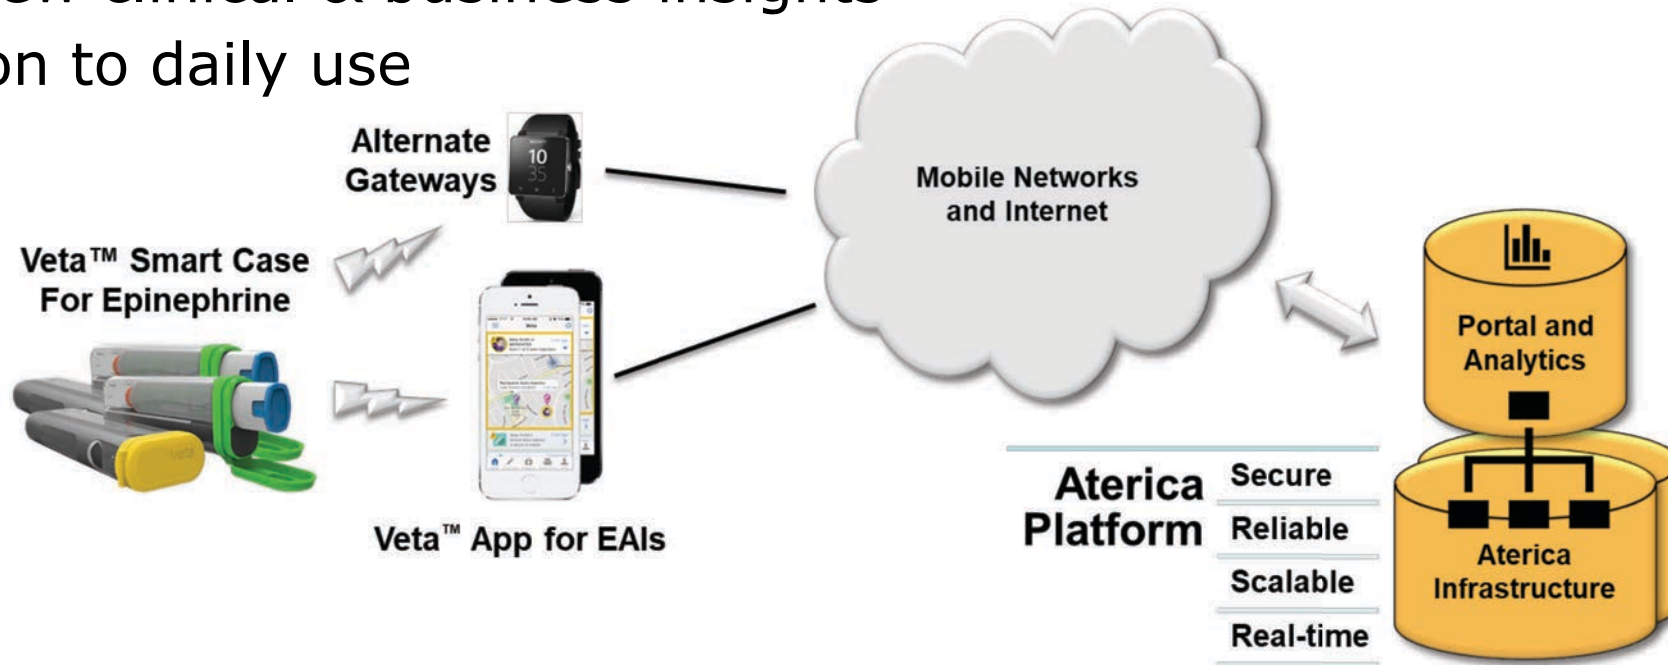 on to daily use
Alternate
Gateways
10
35
Mobile Networks
and Internet
Veta™ Smart Case
For Epinephrine
Veta
Portal and
Analytics
Veta™ App for EAIs
Aterica
Platform
Secure
Reliable
Scalable
Real-time
Aterica
Infrastructure